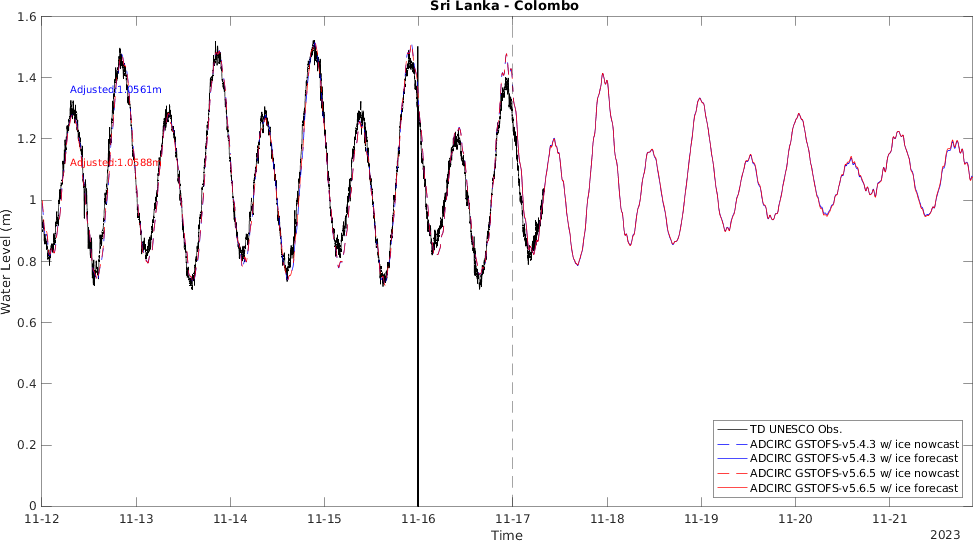 Sri Lanka - Colombo
1.6
1.4
Adjusted:1.0561m
1.2
Adjusted:1.0588m
1
0.8
0.6
0.4
0.2
0
Water Level (m)
TD UNESCO Obs.
ADCIRC GSTOFS-v5.4.3 w/ ice nowcast
ADCIRC GSTOFS-v5.4.3 w/ ice forecast
ADCIRC GSTOFS-v5.6.5 w/ ice nowcast
ADCIRC GSTOFS-v5.6.5 w/ ice forecast
11-12 11-13 11-14 11-15 11-16 11-17 11-18 11-19 11-20 11-21
Time
2023